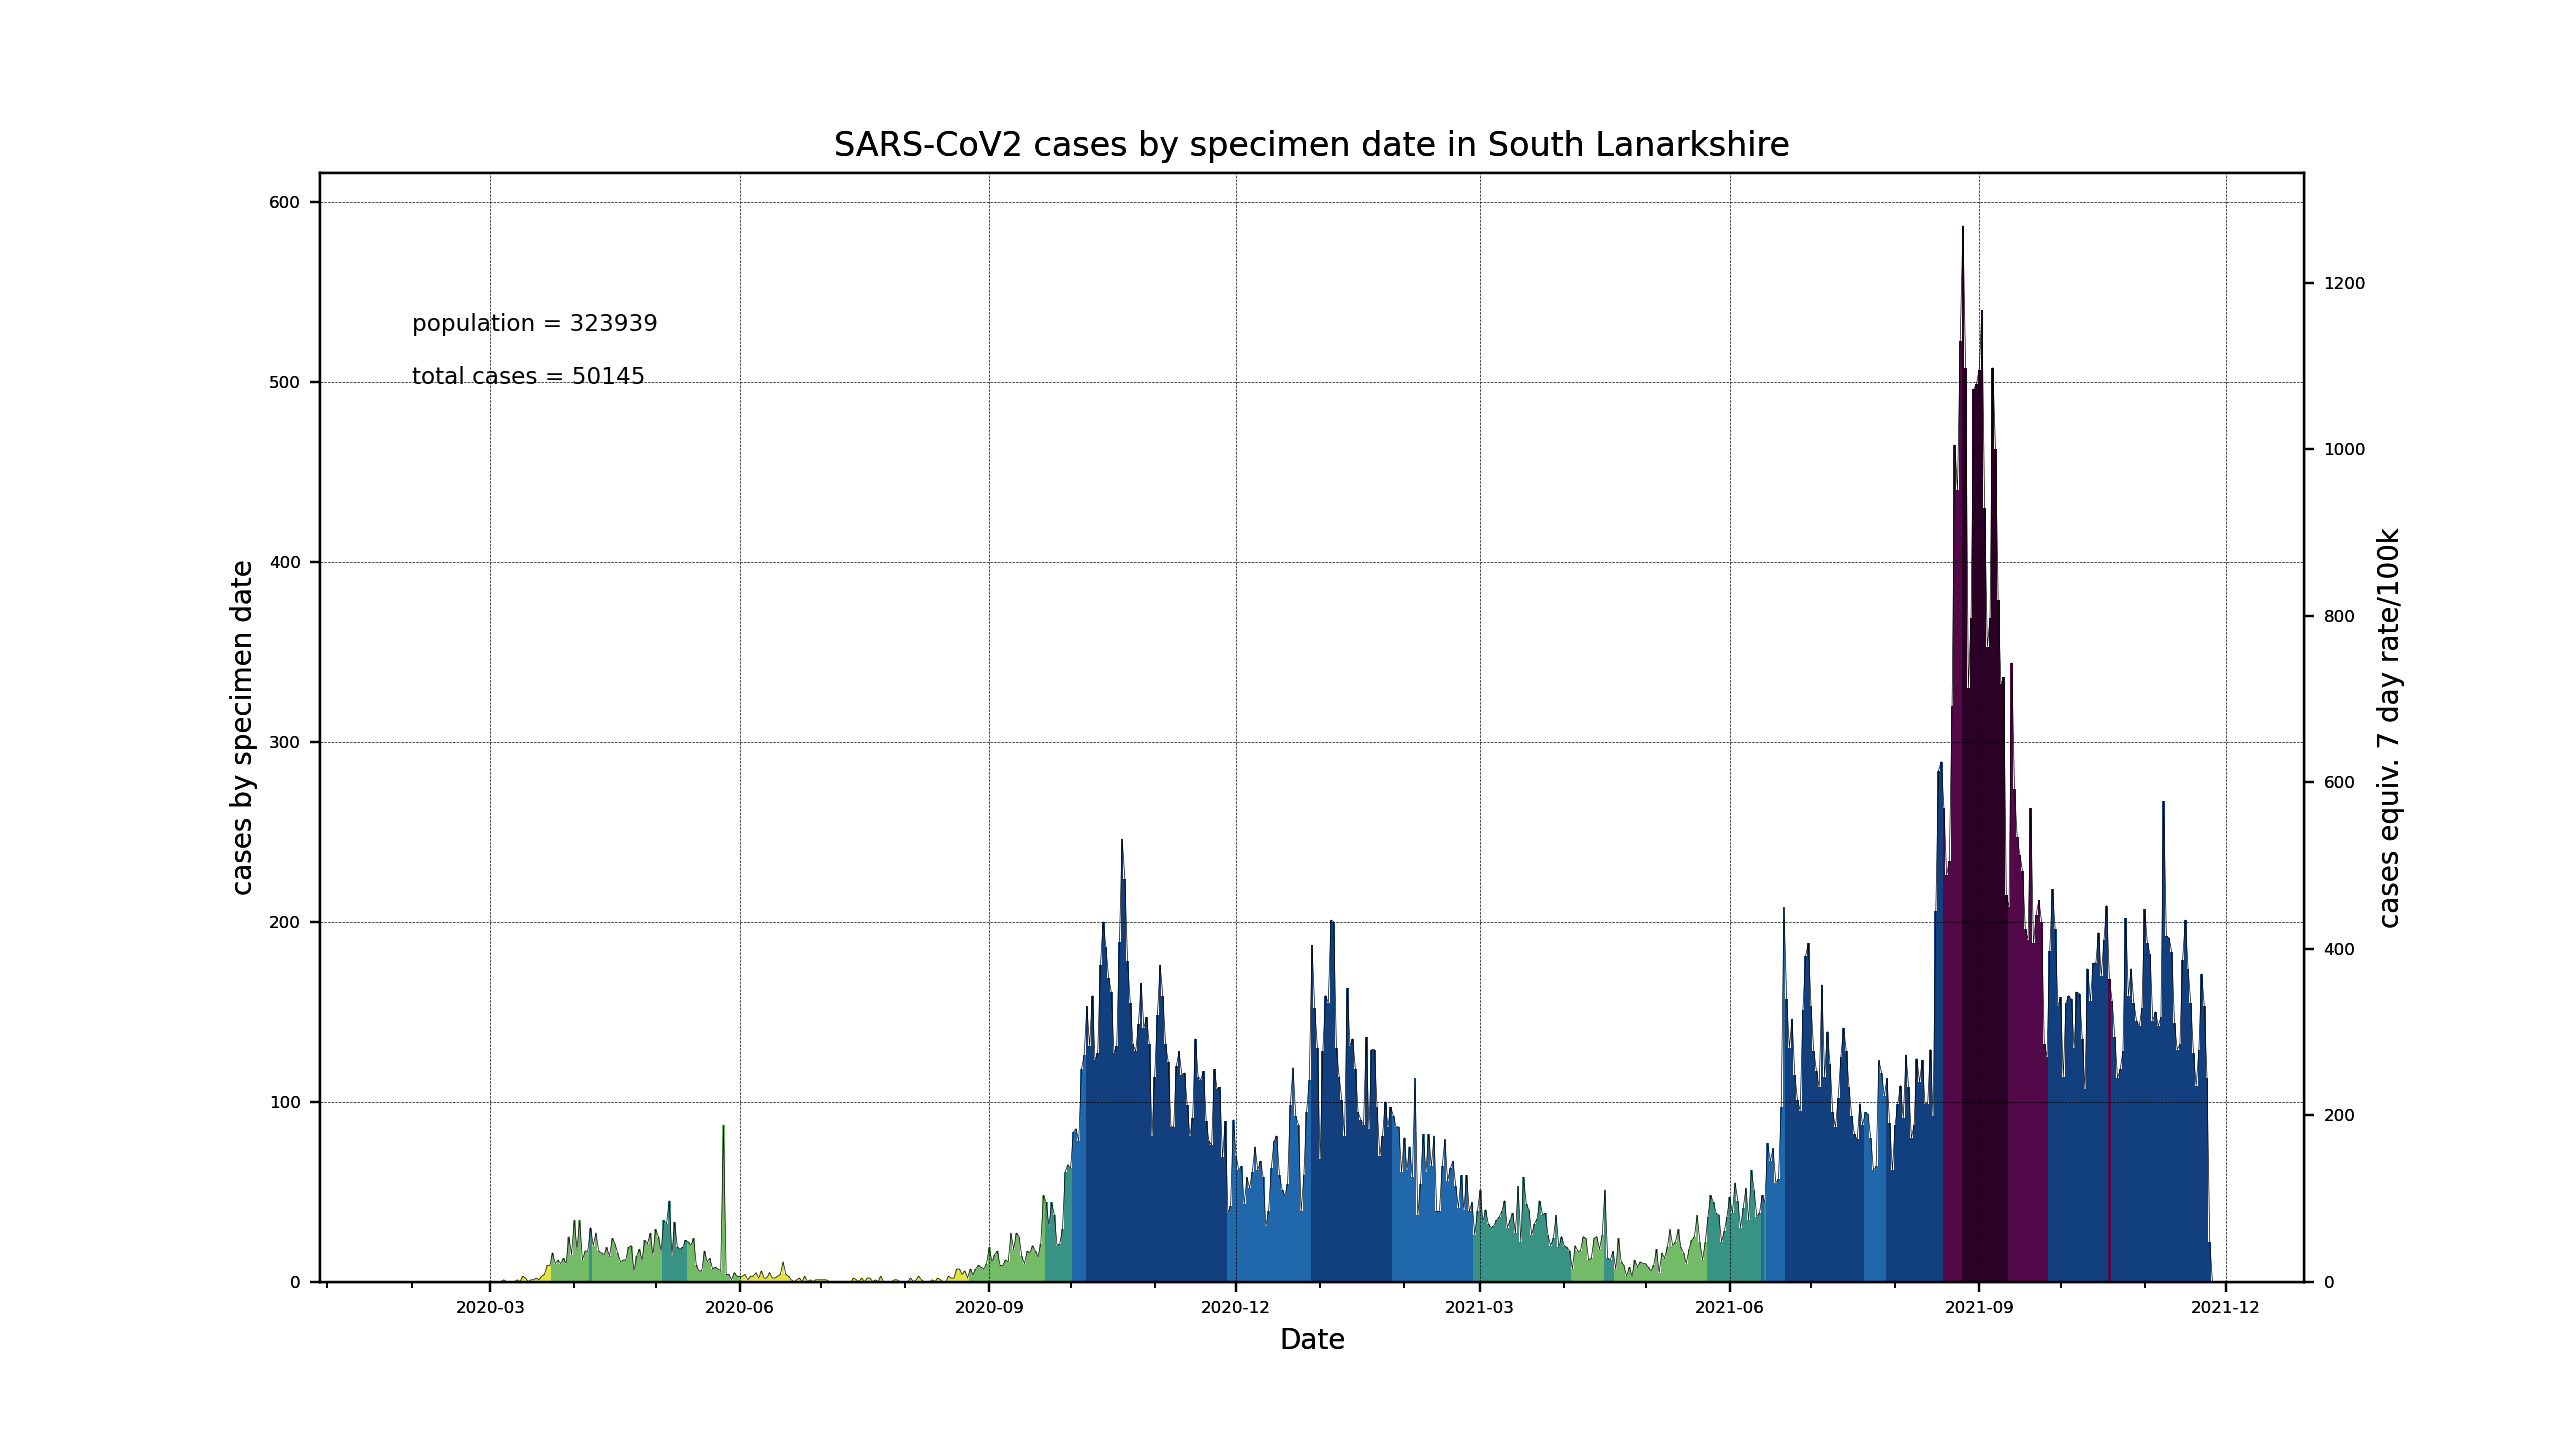 SARS-CoV2 cases by specimen date in South Lanarkshire
population = 323939
total cases = 50145
cases by specimen date
600
500
400
300
200
100
0
1200
1000
800
600
400
200
0
cases equiv. 7 day rate/100k
2020-03 2020-06 2020-09 2020-12 2021-03 2021-06 2021-09 2021-12
Date